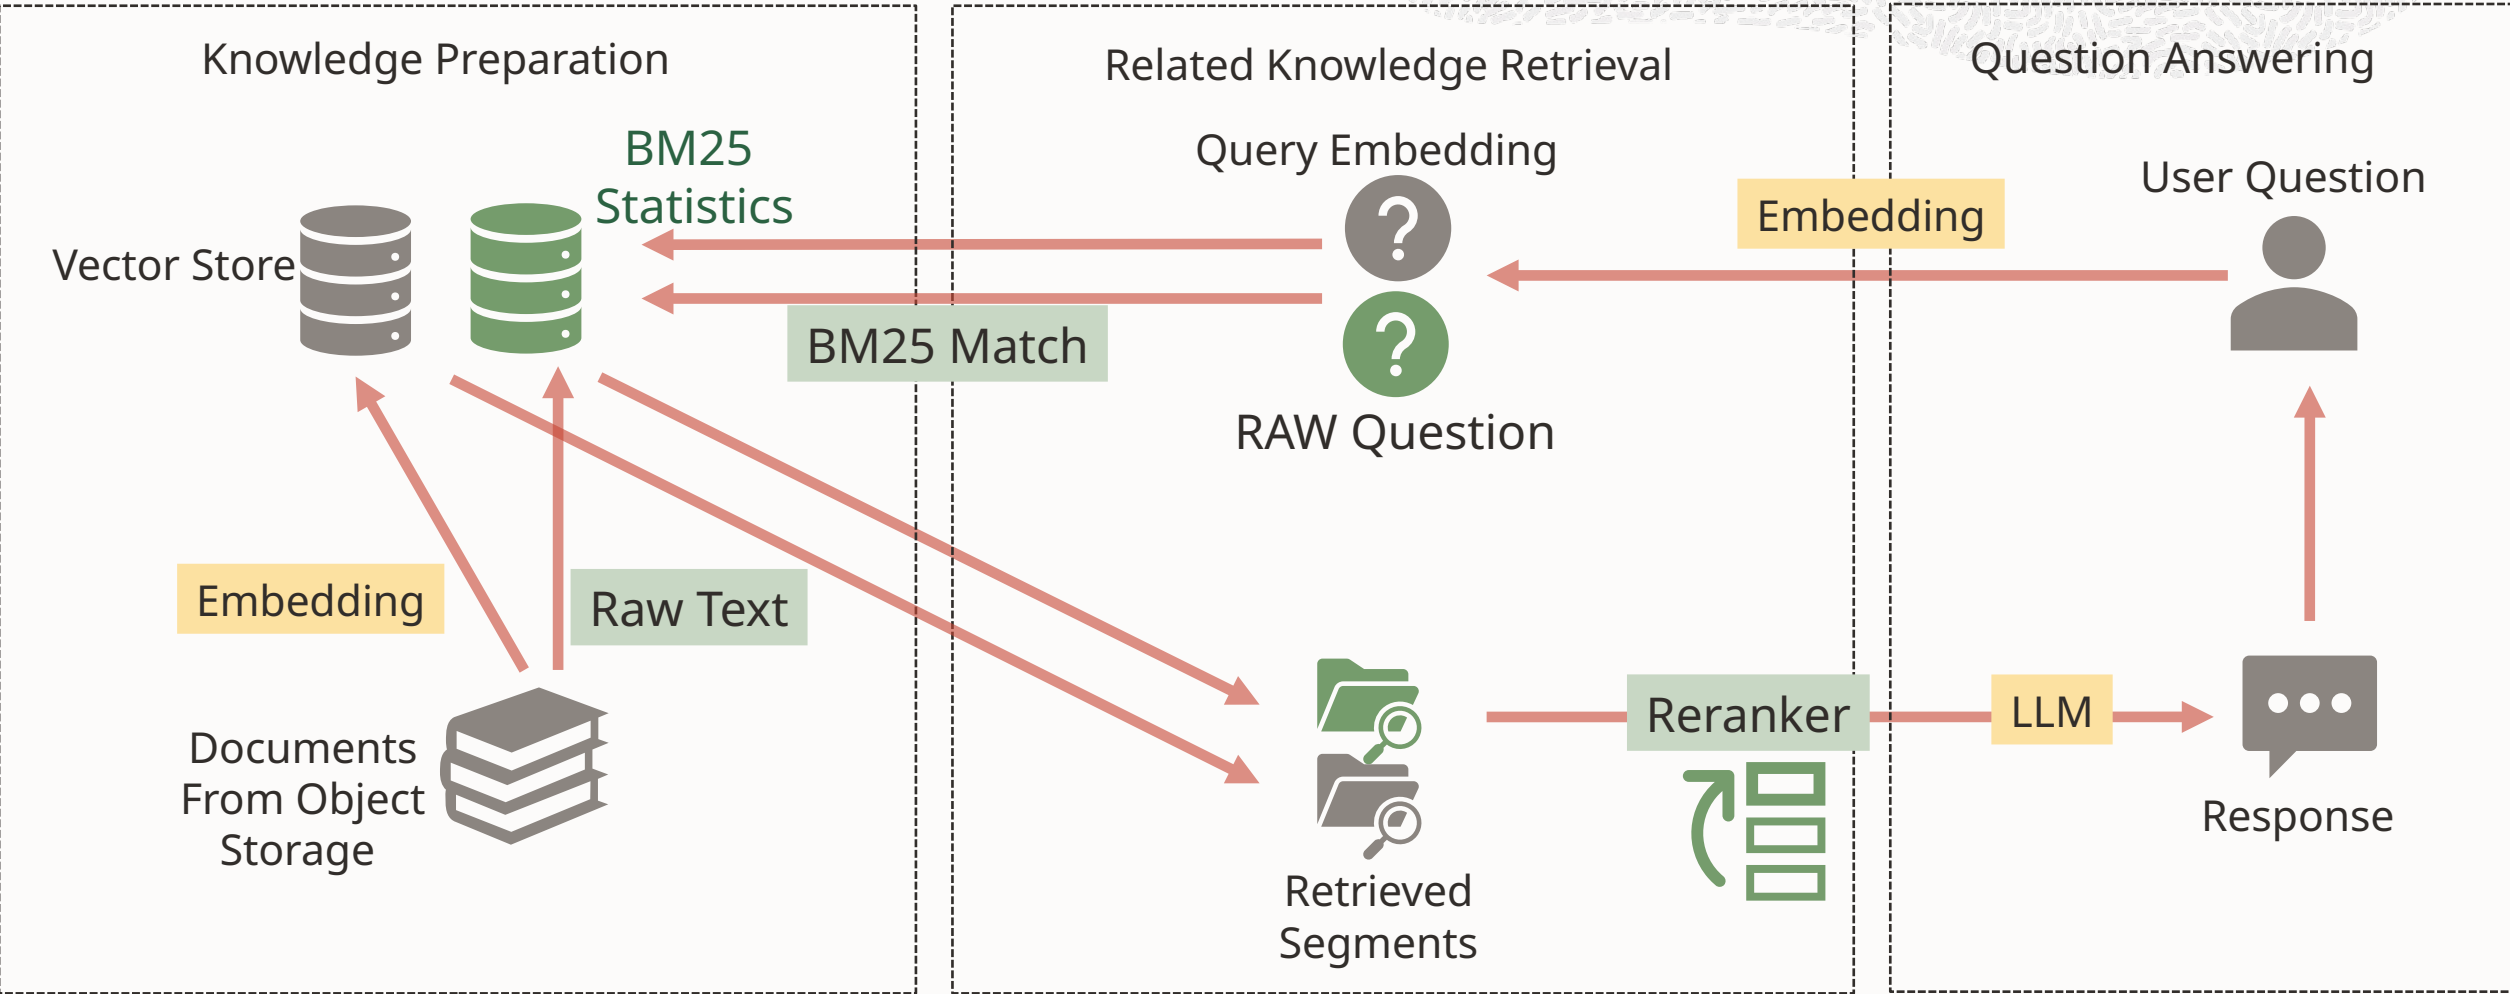 Knowledge Preparation
BM25
Statistics
Vector Store
Embedding
Raw Text
Documents
From Object
Storage
Related Knowledge Retrieval
Query Embedding
BM25 Match
RAW Question
Retrieved
Segments
Reranker
Question Answering
Embedding
User Question
LLM
Response